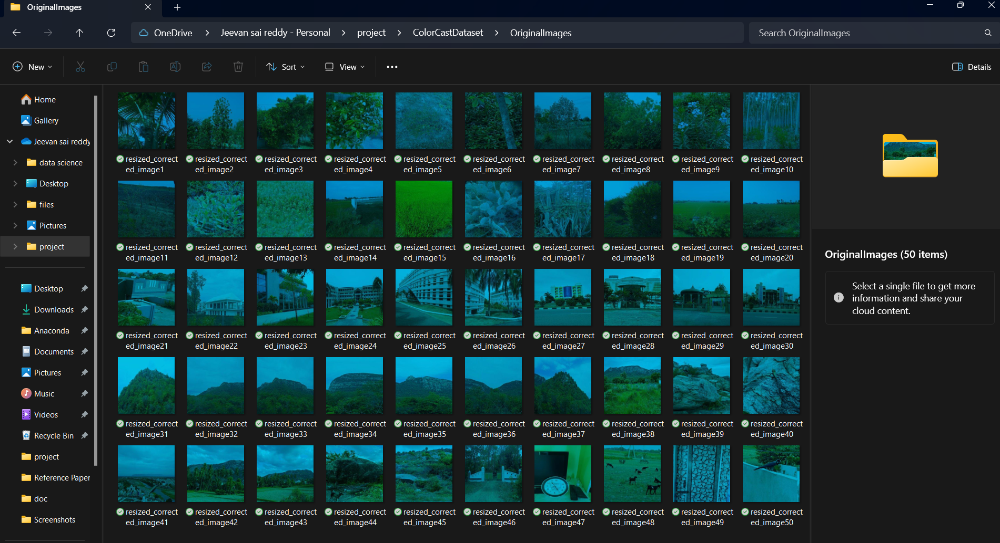 OriginalImages
OneDrive > Jeevan sai reddy - Personal > project > ColorCastDataset > OriginalImages
Search OriginalImages
New
Sort
View
Details
Home
Gallery
Jeevan sai reddy
data science
Desktop
files
Pictures
project
Desktop
Downloads
Anaconda
Documents
Pictures
Music
Videos
Recycle Bin
project
Reference Paper
doc
Screenshots
resized_correct
ed_image1
resized_correct
ed_image2
resized_correct
ed_image3
resized_correct
ed_image4
resized_correct
ed_image5
resized_correct
ed_image6
resized_correct
ed_image7
resized_correct
ed_image8
resized_correct
ed_image9
resized_correct
ed_image10
resized_correct
ed_image11
resized_correct
ed_image12
resized_correct
ed_image13
resized_correct
ed_image14
resized_correct
ed_image15
resized_correct
ed_image16
resized_correct
ed_image17
resized_correct
ed_image18
resized_correct
ed_image19
resized_correct
ed_image20
resized_correct
ed_image21
resized_correct
ed_image22
resized_correct
ed_image23
resized_correct
ed_image24
resized_correct
ed_image25
resized_correct
ed_image26
resized_correct
ed_image27
resized_correct
ed_image28
resized_correct
ed_image29
resized_correct
ed_image30
resized_correct
ed_image31
resized_correct
ed_image32
resized_correct
ed_image33
resized_correct
ed_image34
resized_correct
ed_image35
resized_correct
ed_image36
resized_correct
ed_image37
resized_correct
ed_image38
resized_correct
ed_image39
resized_correct
ed_image40
resized_correct
ed_image41
resized_correct
ed_image42
resized_correct
ed_image43
resized_correct
ed_image44
resized_correct
ed_image45
resized_correct
ed_image46
resized_correct
ed_image47
resized_correct
ed_image48
resized_correct
ed_image49
resized_correct
ed_image50
OriginalImages (50 items)
Select a single file to get more
information and share your
cloud content.